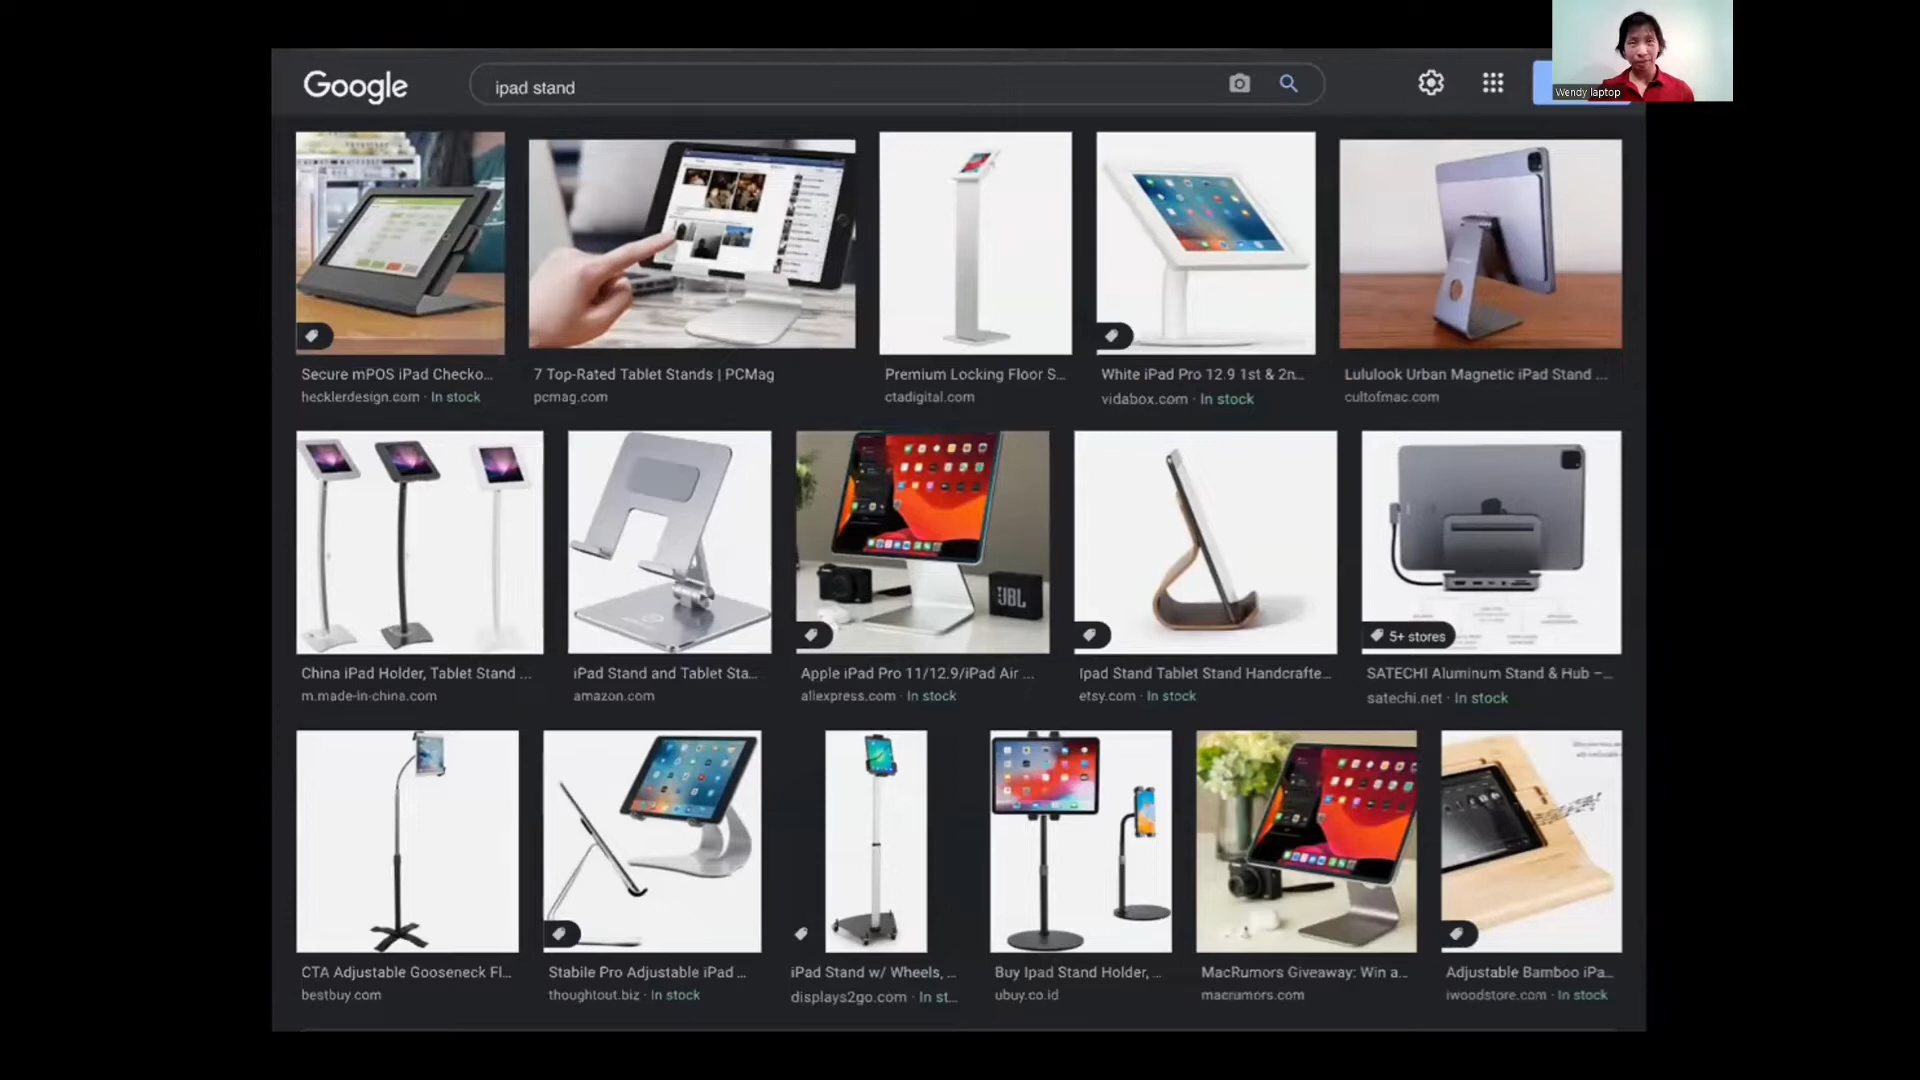 Google
ipad stand
Wendy laptop
Secure mPOS iPad Checko...
hecklerdesign.com · In stock
7 Top-Rated Tablet Stands | PCMag
pcmag.com
Premium Locking Floor S...
ctadigital.com
White iPad Pro 12.9 1st & 2n...
vidabox.com · In stock
Lululook Urban Magnetic iPad Stand ...
cultofmac.com
JBL
5+ stores
China iPad Holder, Tablet Stand ...
m.made-in-china.com
iPad Stand and Tablet Sta...
amazon.com
Apple iPad Pro 11/12.9/iPad Air ...
aliexpress.com · In stock
Ipad Stand Tablet Stand Handcrafte...
etsy.com · In stock
SATECHI Aluminum Stand & Hub –...
satechi.net · In stock
CTA Adjustable Gooseneck Fl...
bestbuy.com
Stabile Pro Adjustable iPad ...
thoughtout.biz · In stock
iPad Stand w/ Wheels, ...
displays2go.com · In st...
Buy Ipad Stand Holder, ...
ubuy.co.id
MacRumors Giveaway: Win a...
macrumors.com
Adjustable Bamboo iPa...
iwoodstore.com · In stock